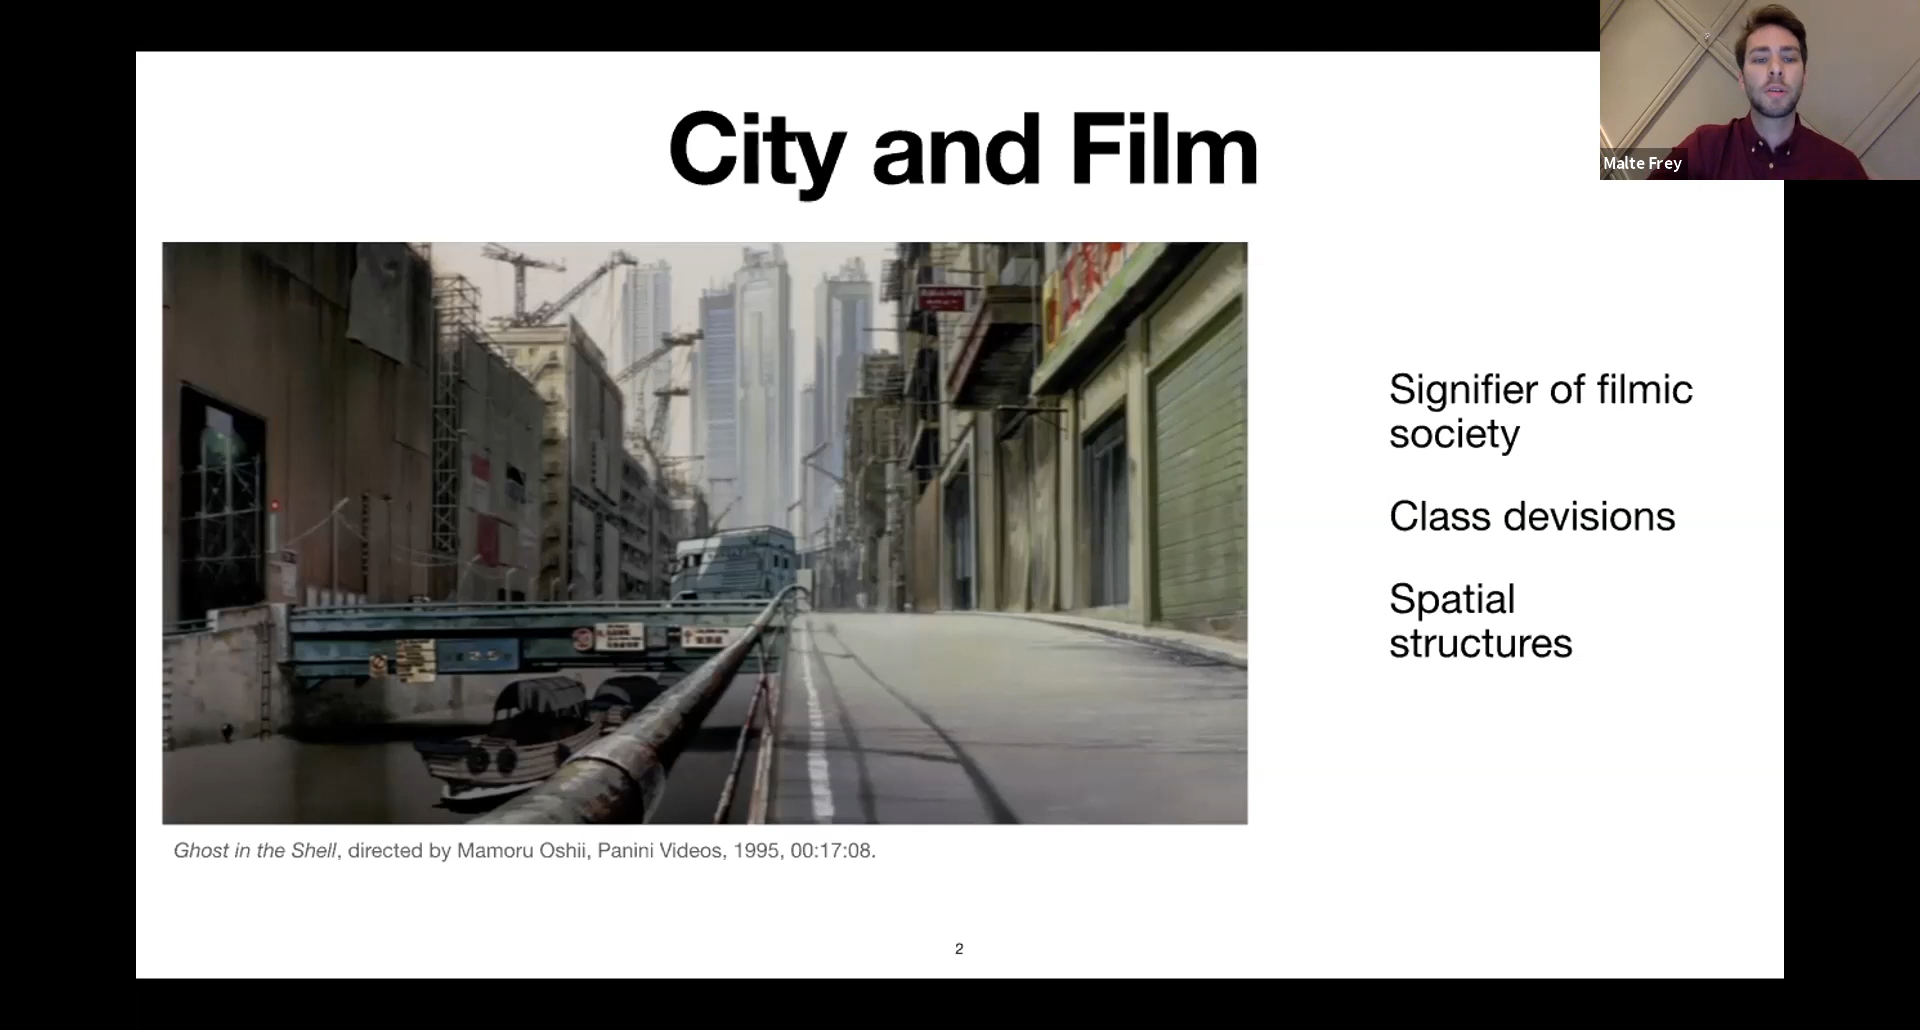 City and Film
Malte Frey
Signifier of filmic
society
Class devisions
Spatial
structures
Ghost in the Shell, directed by Mamoru Oshii, Panini Videos, 1995, 00:17:08.
2